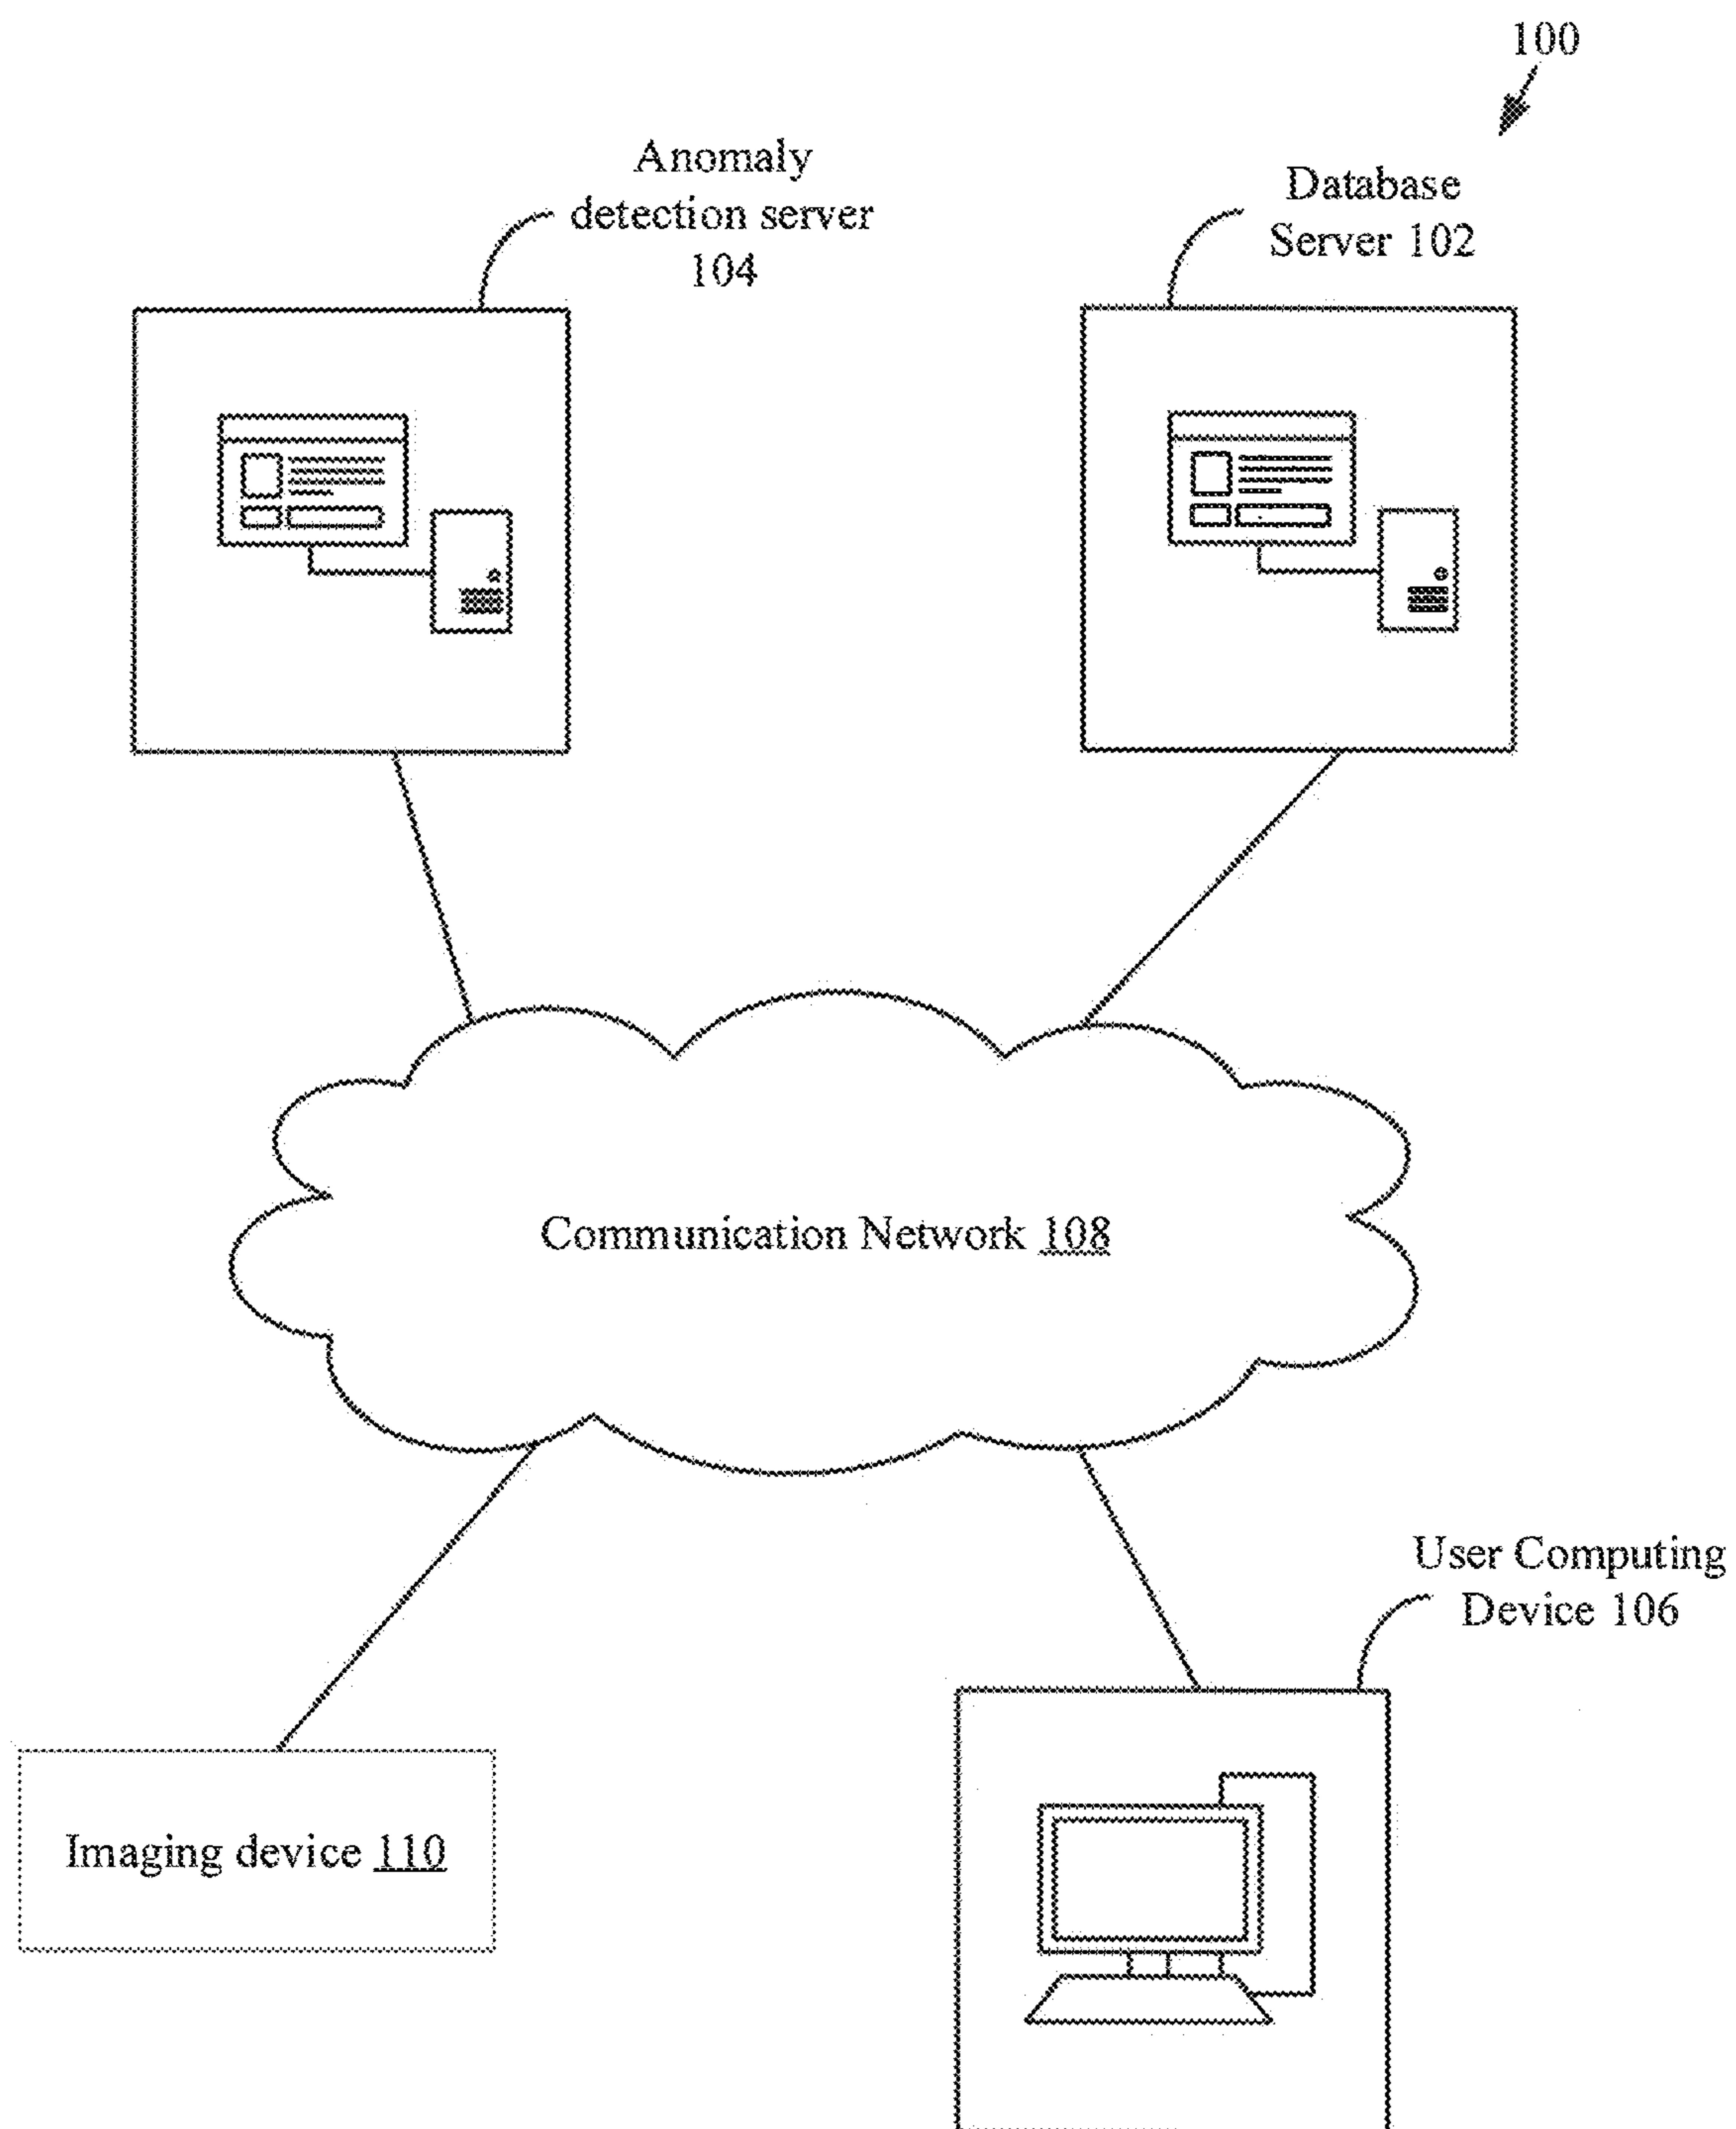 100
Anomaly
detection server
104
Database
Server 102
Communication Network 108
User Computing
Device 106
Imaging device 110